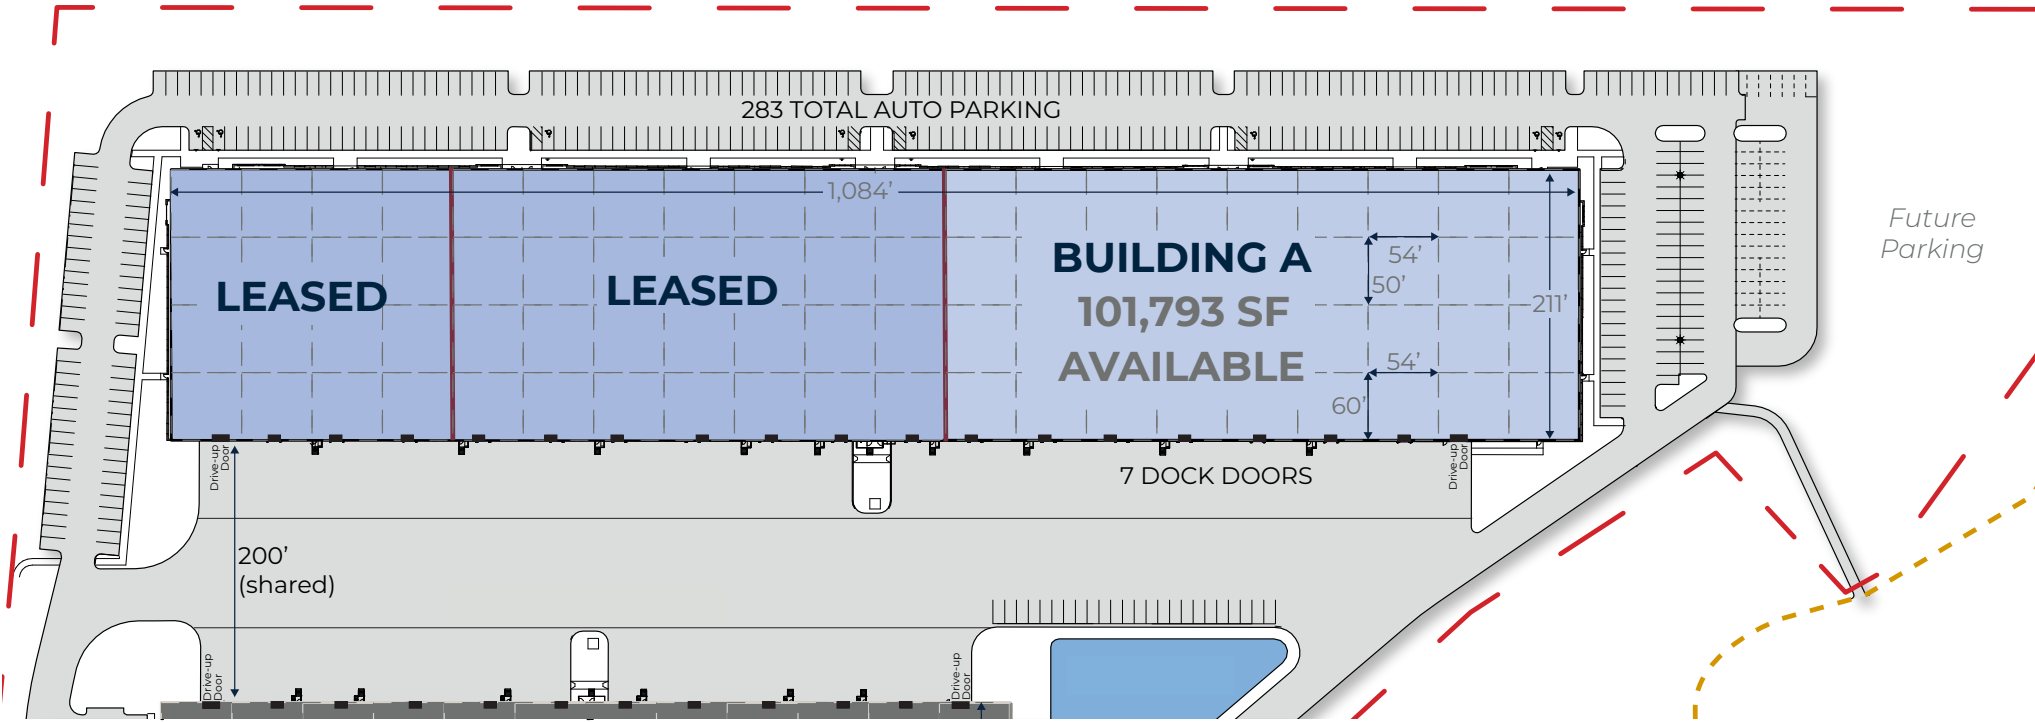 283 TOTAL AUTO PARKING
1,084’
Future
Parking
LEASED
LEASED
BUILDING A
101,793 SF
AVAILABLE
54’
50’
211’
54’
60’
Drive-up
Door
7 DOCK DOORS
Drive-up
Door
200’
(shared)
Drive-up
Door
Drive-up
Door